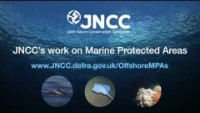 JNCC
Joint Nature Conservation Committee
JNCC's work on Marine Protected Areas
www.JNCC.defra.gov.uk/OffshoreMPAs